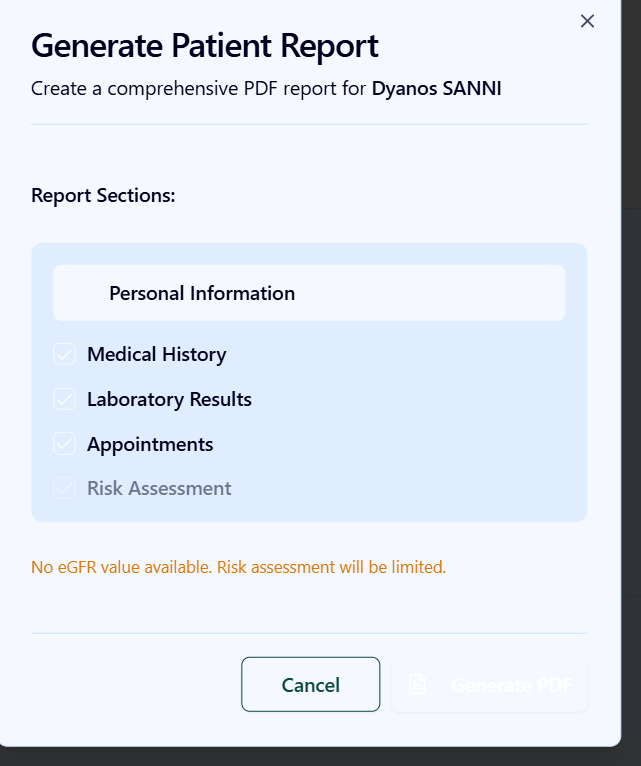 Generate Patient Report
Create a comprehensive PDF report for Dyanos SANNI
Report Sections:
Personal Information
Medical History
Laboratory Results
Appointments
Risk Assessment
No eGFR value available. Risk assessment will be limited.
Cancel
Generate PDF